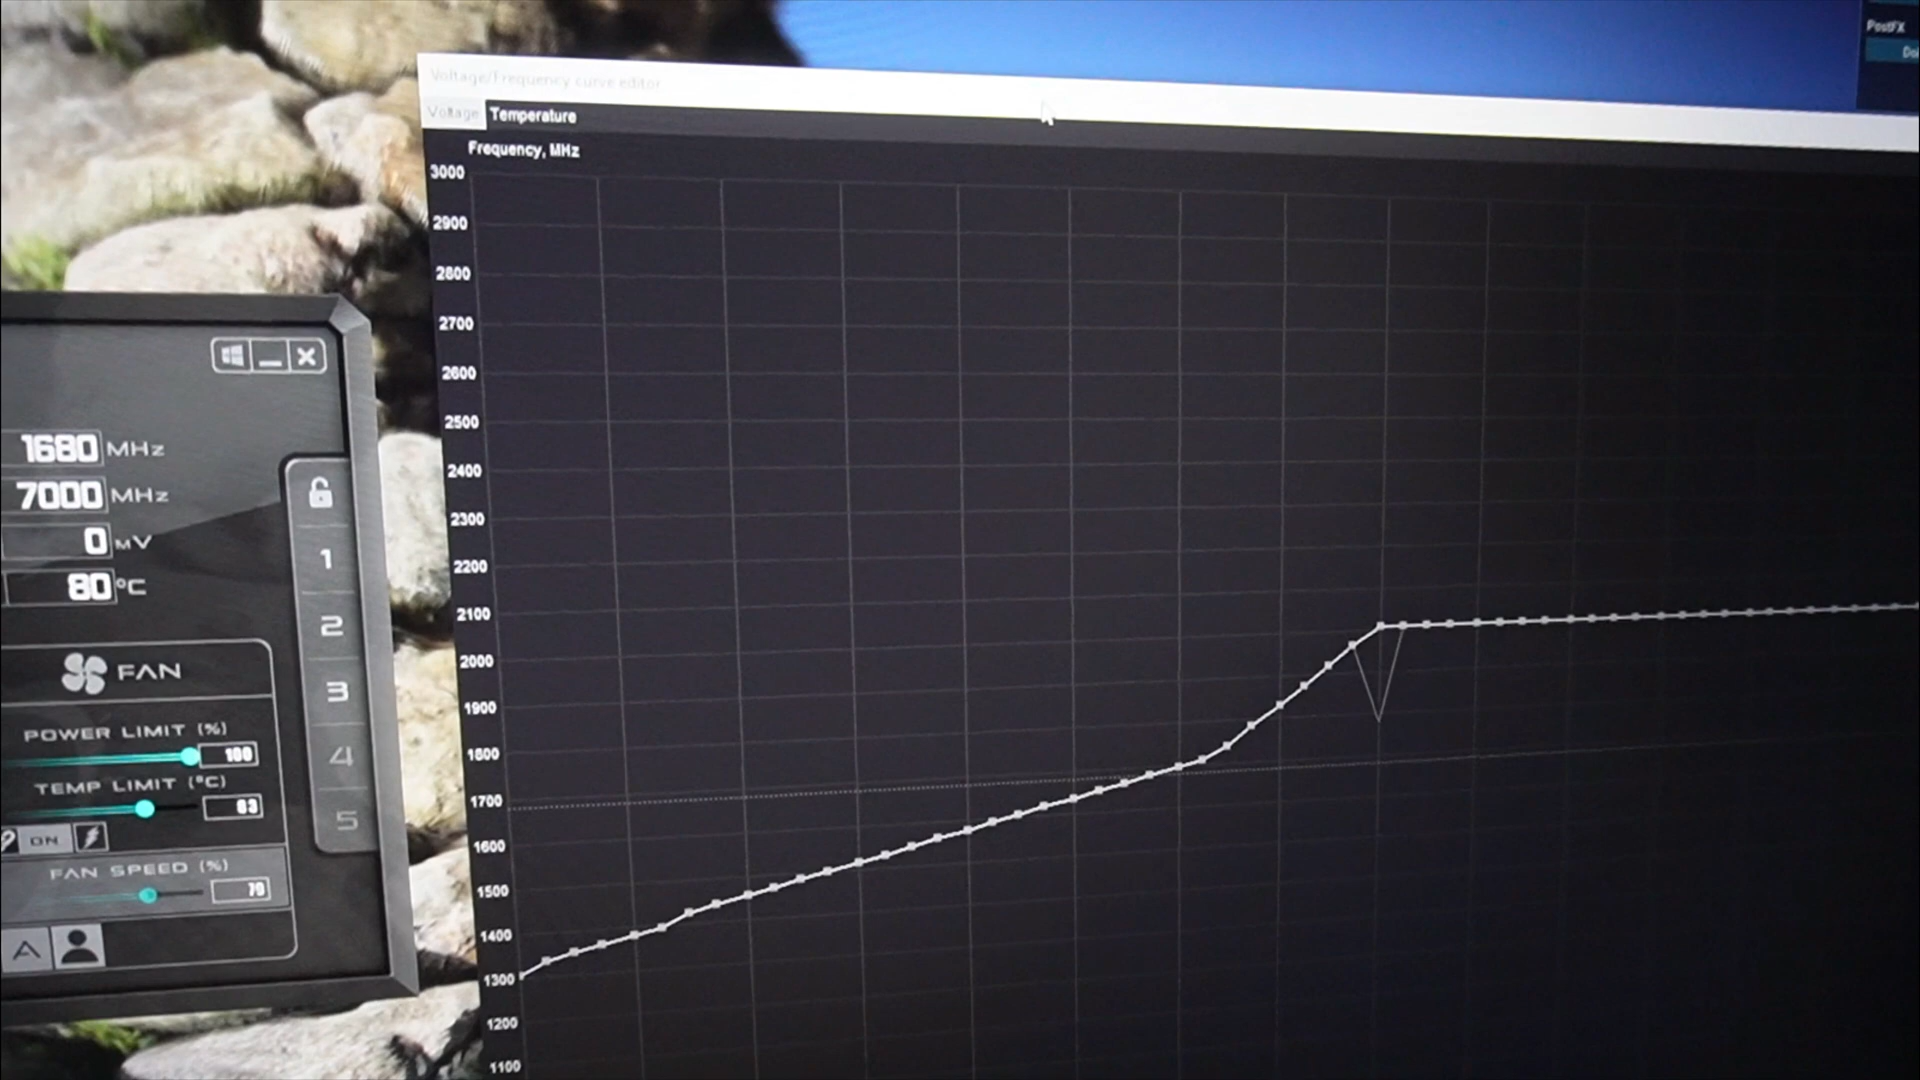 PostFX
Voltage/Frequency curve editor
Voltage Temperature
Frequency, MHz
3000
2900
2800
2700
2600
2500
2400
2300
2200
2100
2000
1900
1800
1700
1600
1500
1400
1300
1200
1100
1680 MHz
7000 MHz
0 MV
80 °C
1
2
3
4
5
FAN
POWER LIMIT (%)
100
TEMP LIMIT (°C)
83
ON
FAN SPEED (%)
70
A